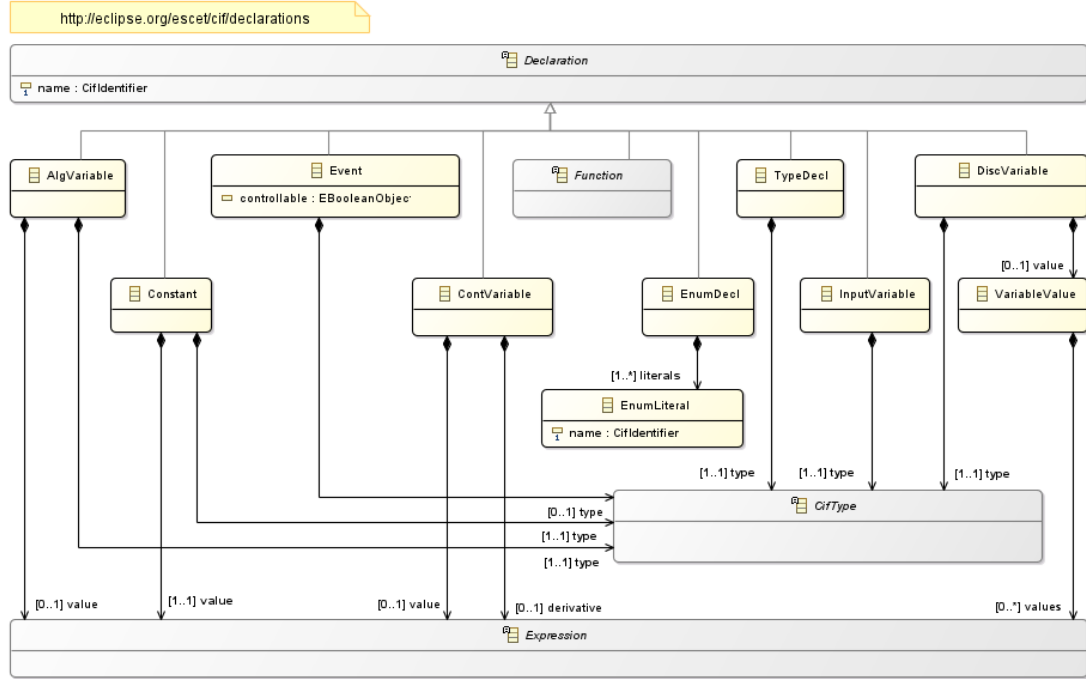 http://eclipse.org/escet/cif/declarations
Declaration
name : CifIdentifier
AlgVariable
Event
controllable : EBooleanObjec
Function
TypeDecl
DiscVariable
[0..1] value
Constant
ContVariable
EnumDecl
InputVariable
VariableValue
[1..*] literals
EnumLiteral
name : CifIdentifier
[1..1] type
[1..1] type
[1..1] type
CifType
[0..1] type
[1..1] type
[1..1] type
[0..1] value
[1..1] value
[0..1] value
[0..1] derivative
[0..*] values
Expression